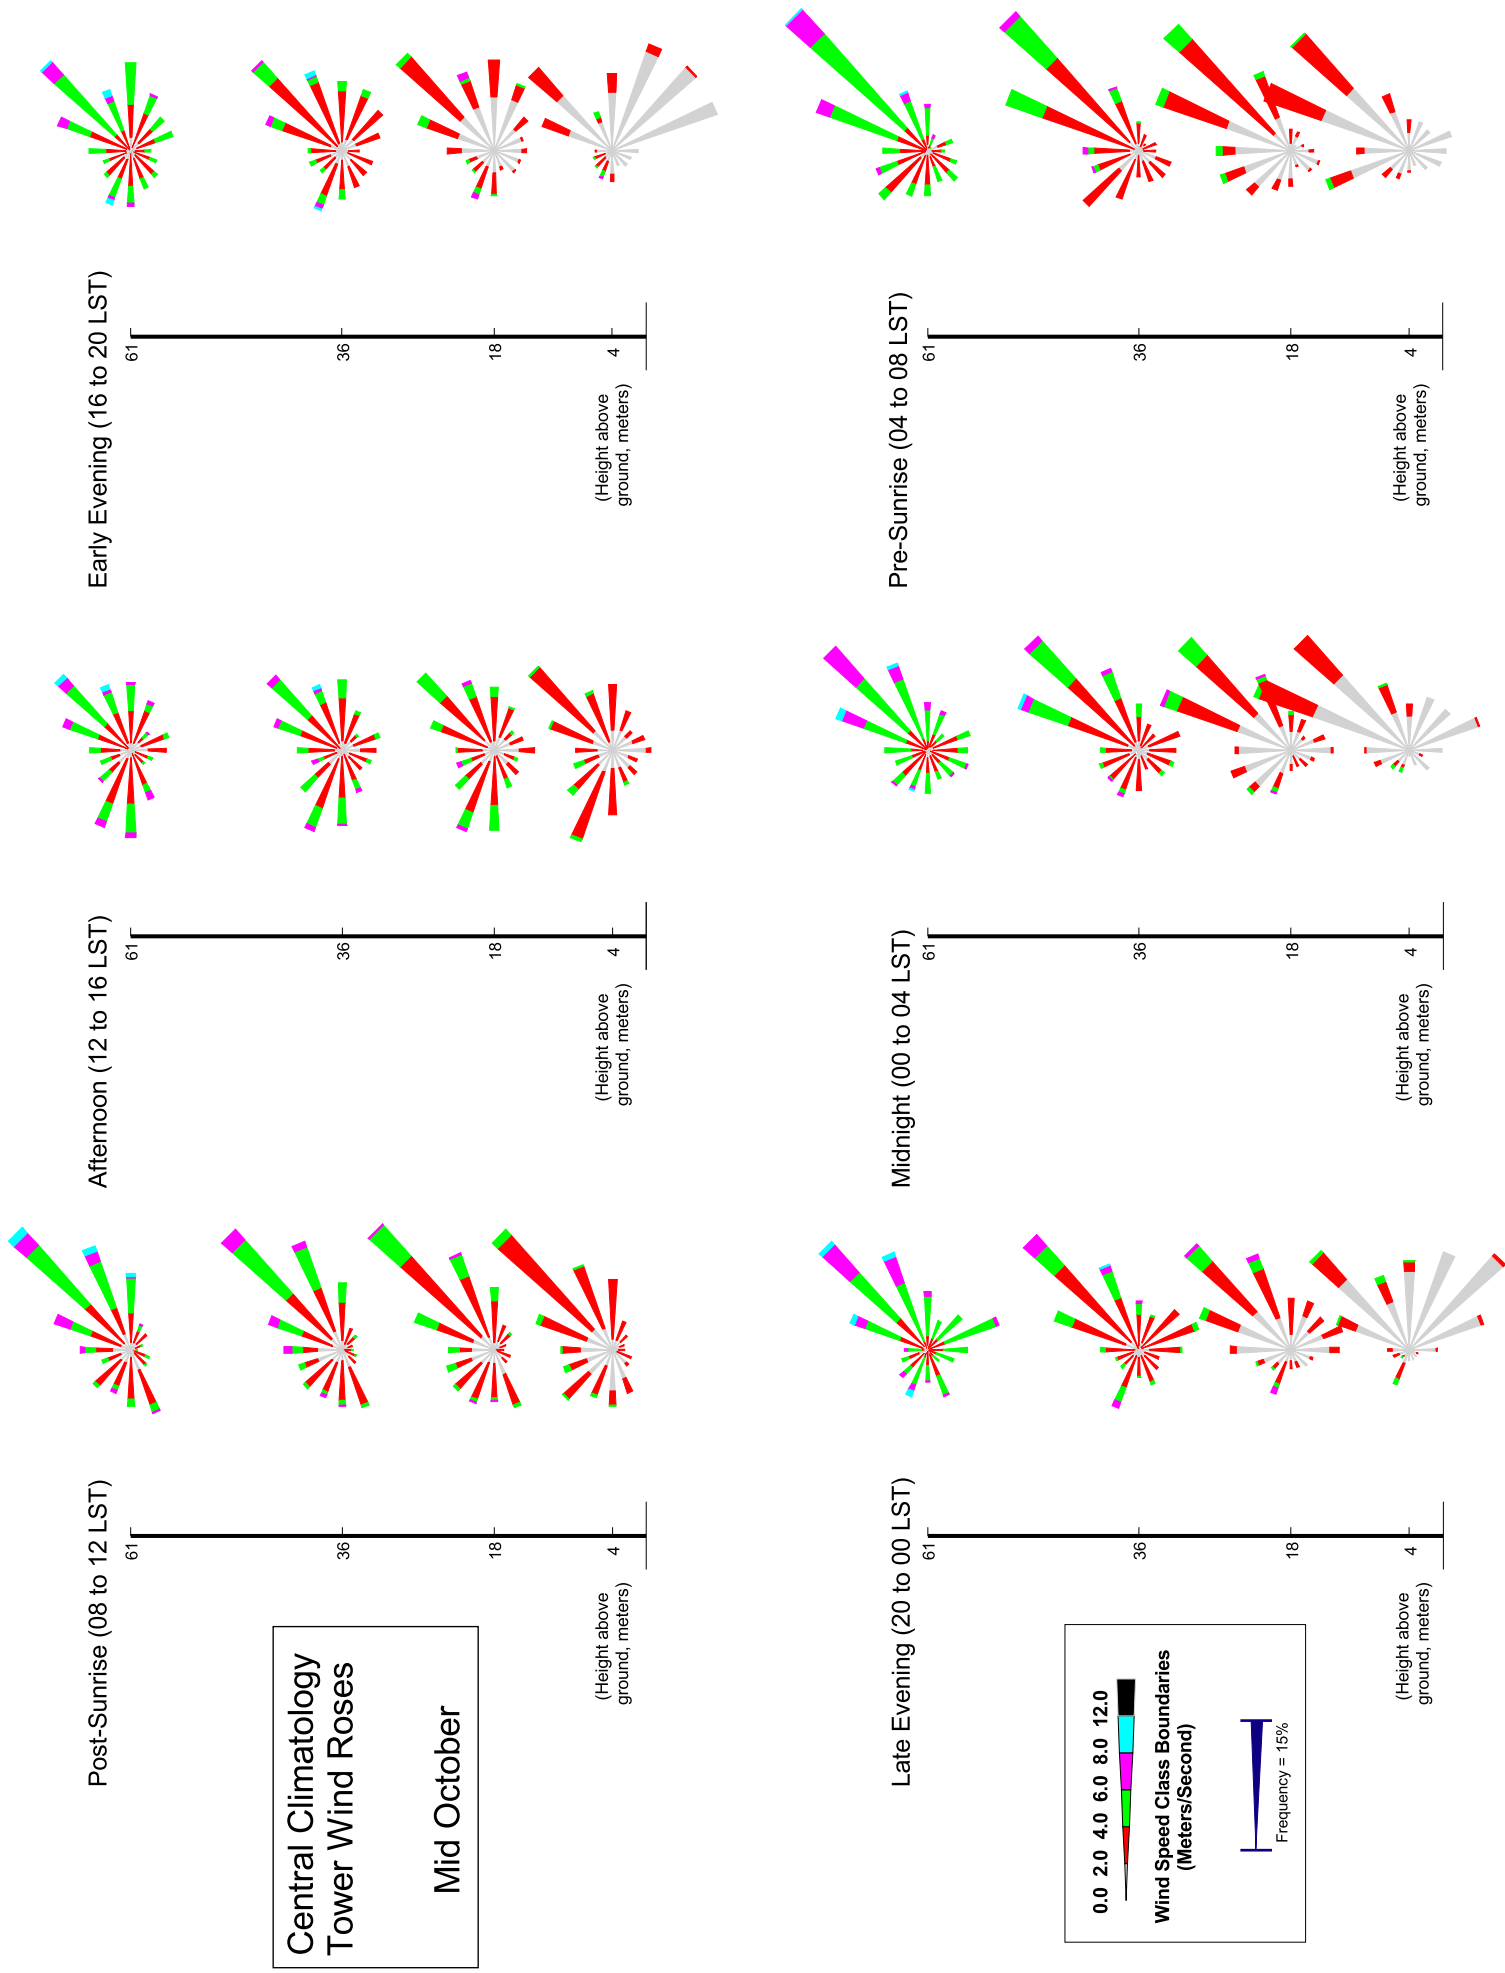 Central Climatology
Tower Wind Roses
Mid October
Post-Sunrise (08 to 12 LST)
61
36
18
4
(Height above
ground, meters)
Afternoon (12 to 16 LST)
61
36
18
4
(Height above
ground, meters)
Early Evening (16 to 20 LST)
61
36
18
4
(Height above
ground, meters)
Late Evening (20 to 00 LST)
61
36
18
4
(Height above
ground, meters)
Midnight (00 to 04 LST)
61
36
18
4
(Height above
ground, meters)
Pre-Sunrise (04 to 08 LST)
61
36
18
4
(Height above
ground, meters)
0.0 2.0 4.0 6.0 8.0 12.0
Wind Speed Class Boundaries
(Meters/Second)
Frequency = 15%